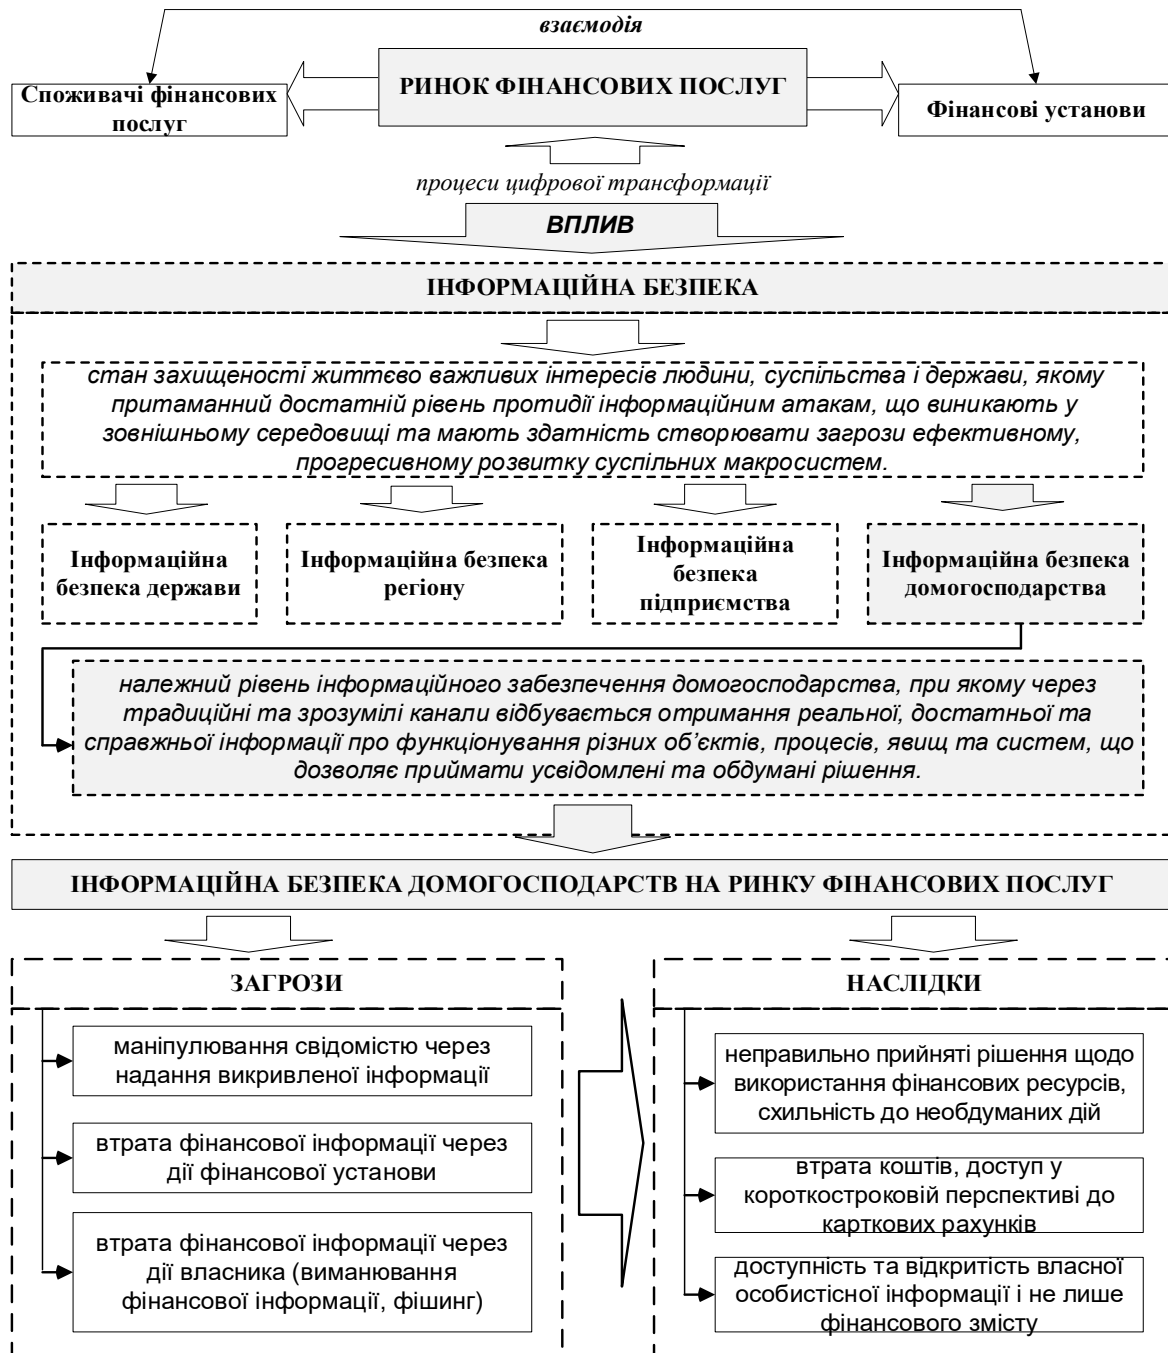 взаємодія
РИНОК ФІНАНСОВИХ ПОСЛУГ
Споживачі фінансових
послуг
Фінансові установи
процеси цифрової трансформації
ВПЛИВ
ІНФОРМАЦІЙНА БЕЗПЕКА
стан захищеності життєво важливих інтересів людини, суспільства і держави, якому
притаманний достатній рівень протидії інформаційним атакам, що виникають у
зовнішньому середовищі та мають здатність створювати загрози ефективному,
прогресивному розвитку суспільних макросистем.
Інформаційна
безпека держави
Інформаційна безпека
регіону
Інформаційна
безпека
підприємства
Інформаційна безпека
домогосподарства
належний рівень інформаційного забезпечення домогосподарства, при якому через
традиційні та зрозумілі канали відбувається отримання реальної, достатньої та
справжньої інформації про функціонування різних об’єктів, процесів, явищ та систем, що
дозволяє приймати усвідомлені та обдумані рішення.
ІНФОРМАЦІЙНА БЕЗПЕКА ДОМОГОСПОДАРСТВ НА РИНКУ ФІНАНСОВИХ ПОСЛУГ
ЗАГРОЗИ
маніпулювання свідомістю через
надання викривленої інформації
втрата фінансової інформації через
дії фінансової установи
втрата фінансової інформації через
дії власника (виманювання
фінансової інформації, фішинг)
НАСЛІДКИ
неправильно прийняті рішення щодо
використання фінансових ресурсів,
схильність до необдуманих дій
втрата коштів, доступ у
короткостроковій перспективі до
карткових рахунків
доступність та відкритість власної
особистісної інформації і не лише
фінансового змісту